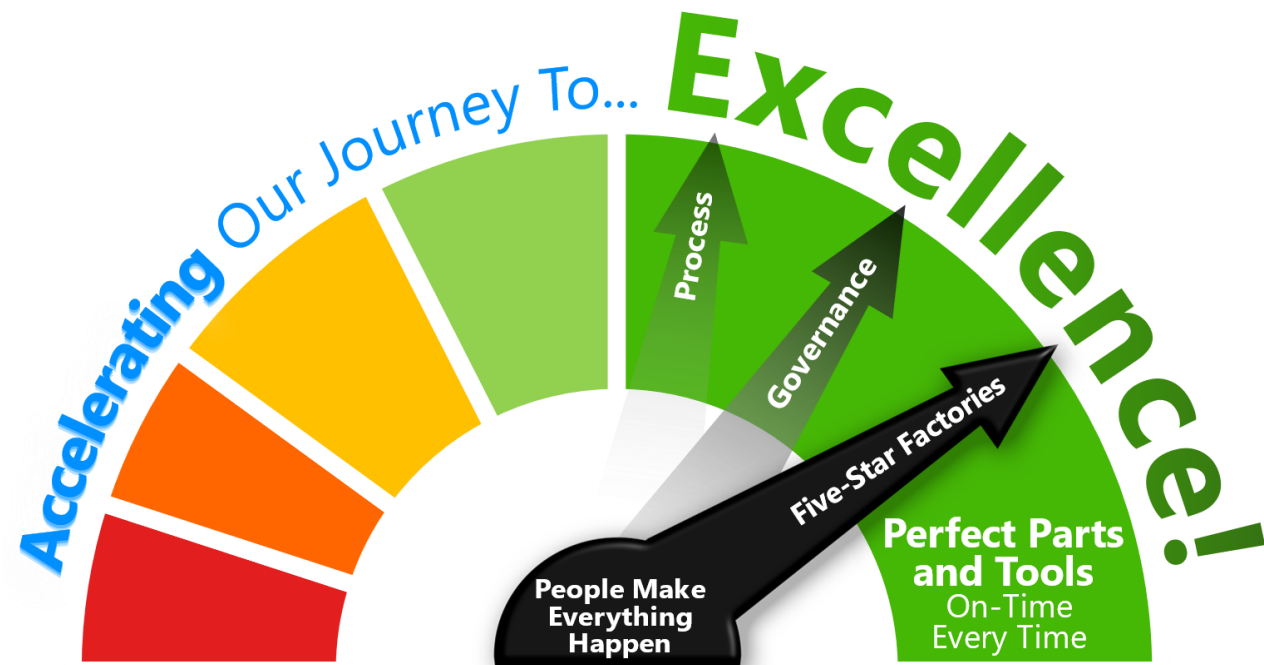 Accelerating Our Journey To...
Excellence!
Process
Governance
Five-Star Factories
People Make
Everything
Happen
Perfect Parts
and Tools
On-Time
Every Time